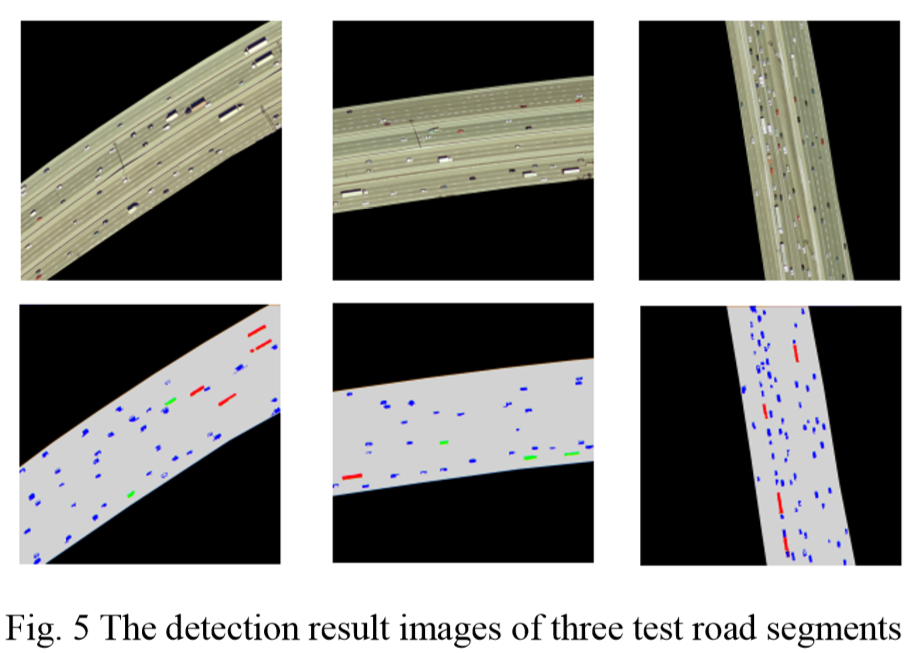 Fig. 5 The detection result images of three test road segments